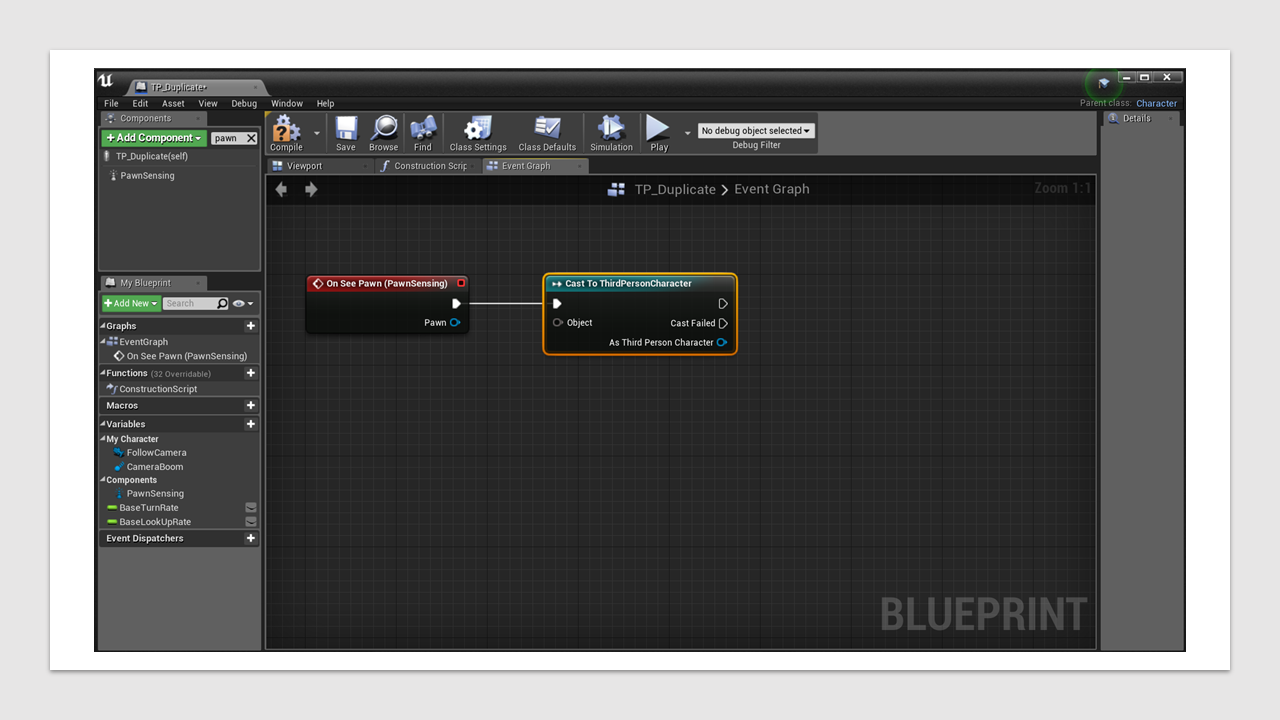 TP_Duplicate*
File Edit Asset View Debug Window Help
Parent class: Character
Components
+ Add Component
pawn
TP_Duplicate(self)
PawnSensing
Compile
Save
Browse
Find
Class Settings
Class Defaults
Simulation
Play
No debug object selected
Debug Filter
Details
Viewport
Construction Scrip
Event Graph
TP_Duplicate > Event Graph
Zoom 1:1
My Blueprint
+ Add New
Search
Graphs
EventGraph
On See Pawn (PawnSensing)
Functions (32 Overridable)
ConstructionScript
Macros
Variables
My Character
FollowCamera
CameraBoom
Components
PawnSensing
BaseTurnRate
BaseLookUpRate
Event Dispatchers
On See Pawn (PawnSensing)
Pawn
Cast To ThirdPersonCharacter
Object
Cast Failed
As Third Person Character
BLUEPRINT